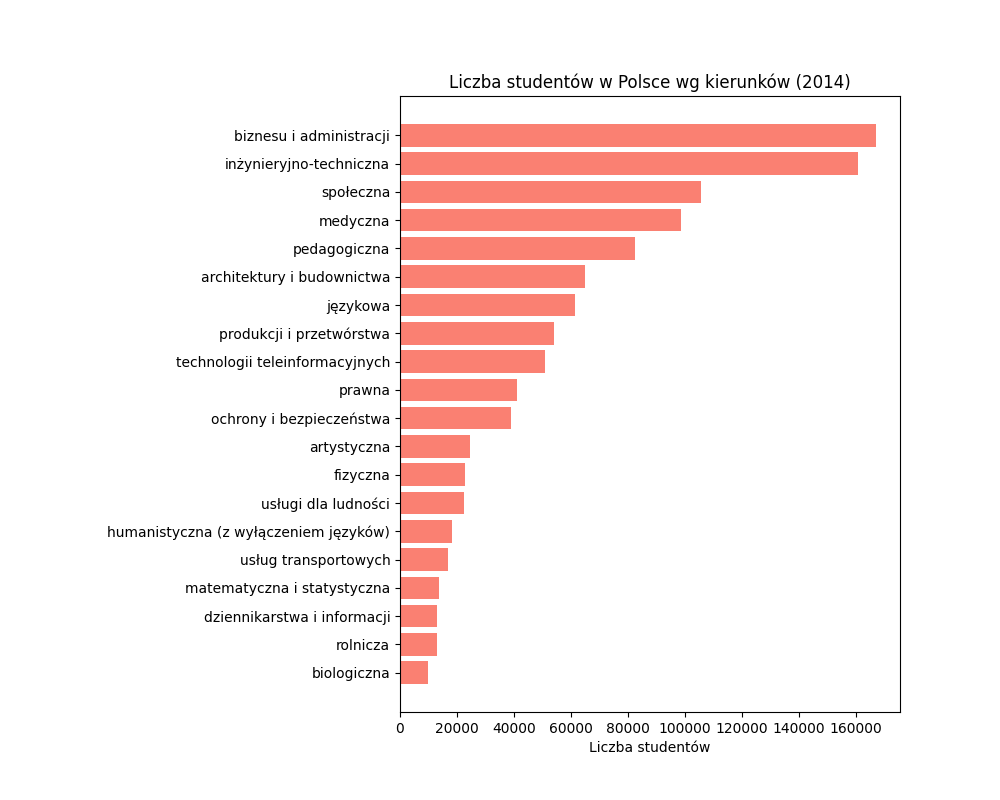 Liczba studentów w Polsce wg kierunków (2014)
biznesu i administracji
inżynieryjno-techniczna
społeczna
medyczna
pedagogiczna
architektury i budownictwa
językowa
produkcji i przetwórstwa
technologii teleinformacyjnych
prawna
ochrony i bezpieczeństwa
artystyczna
fizyczna
usługi dla ludności
humanistyczna (z wyłączeniem języków)
usług transportowych
matematyczna i statystyczna
dziennikarstwa i informacji
rolnicza
biologiczna
0 20000 40000 60000 80000 100000 120000 140000 160000
Liczba studentów